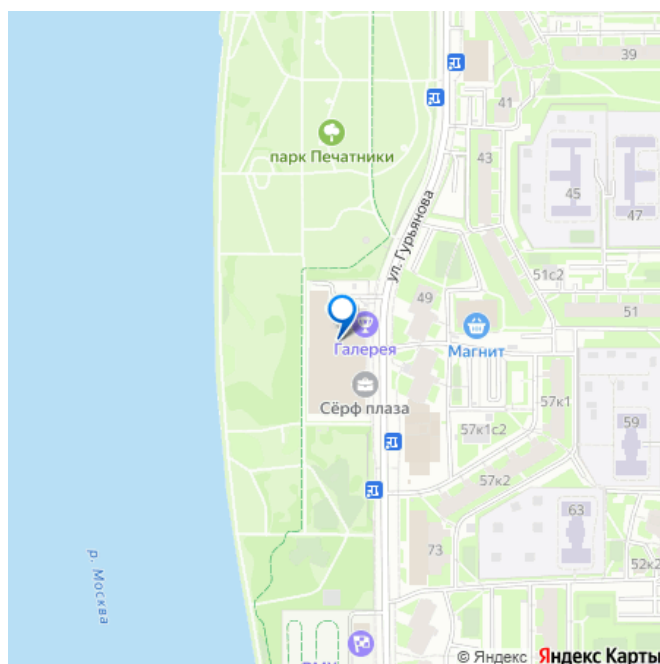 39
41
парк Печатники
43
45
47
ул. Гурьянова
51с2
49
51
Галерея
Магнит
Сёрф плаза
57к1
57к1с2
59
57к2
63
р. Москва
73
52к2
© Яндекс Яндекс Карты